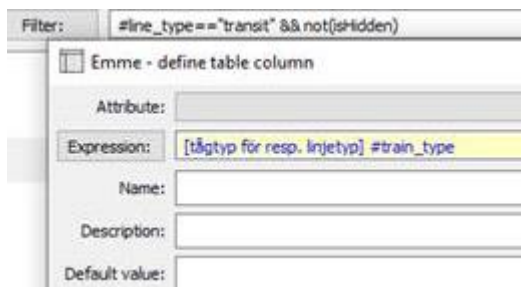 Filter: #line_type=="transit" && not(isHidden)
Emme - define table column
Attribute:
Expression: [tågtyp för resp. linjetyp] #train_type
Name:
Description:
Default value: